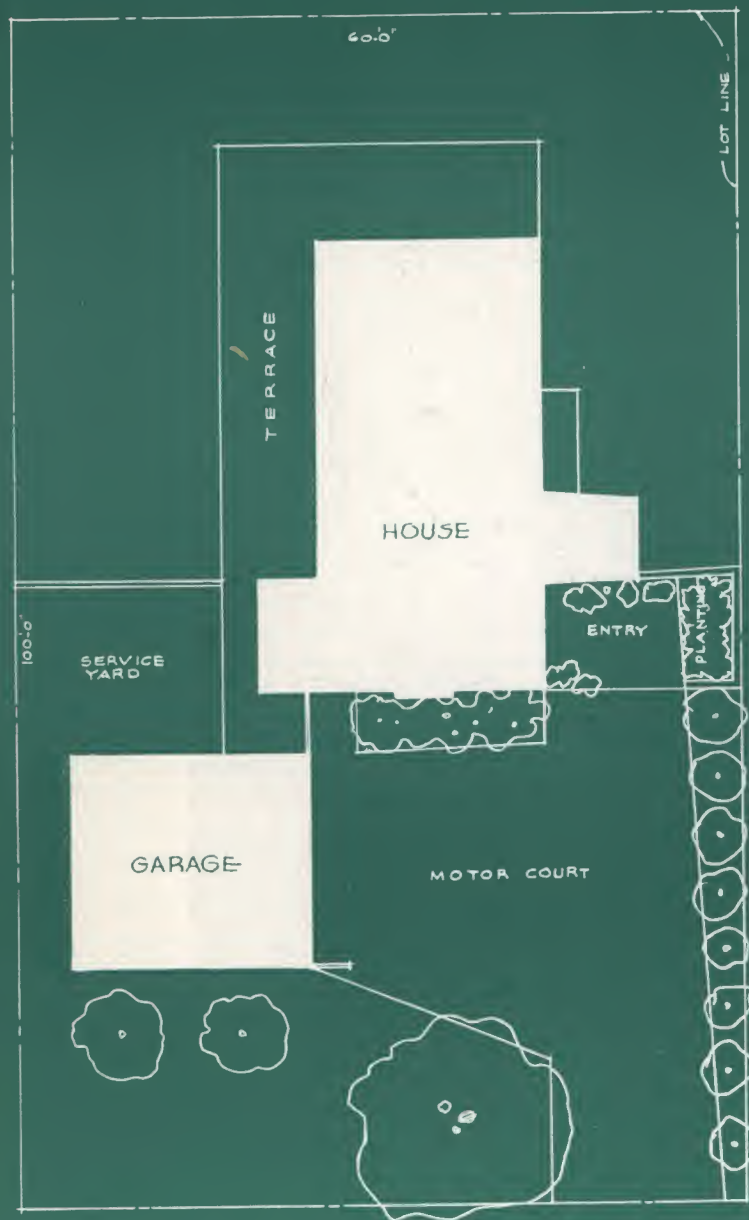 60'-0"
LOT LINE
TERRACE
HOUSE
100'-0"
SERVICE
YARD
ENTRY
PLANTING
GARAGE
MOTOR COURT